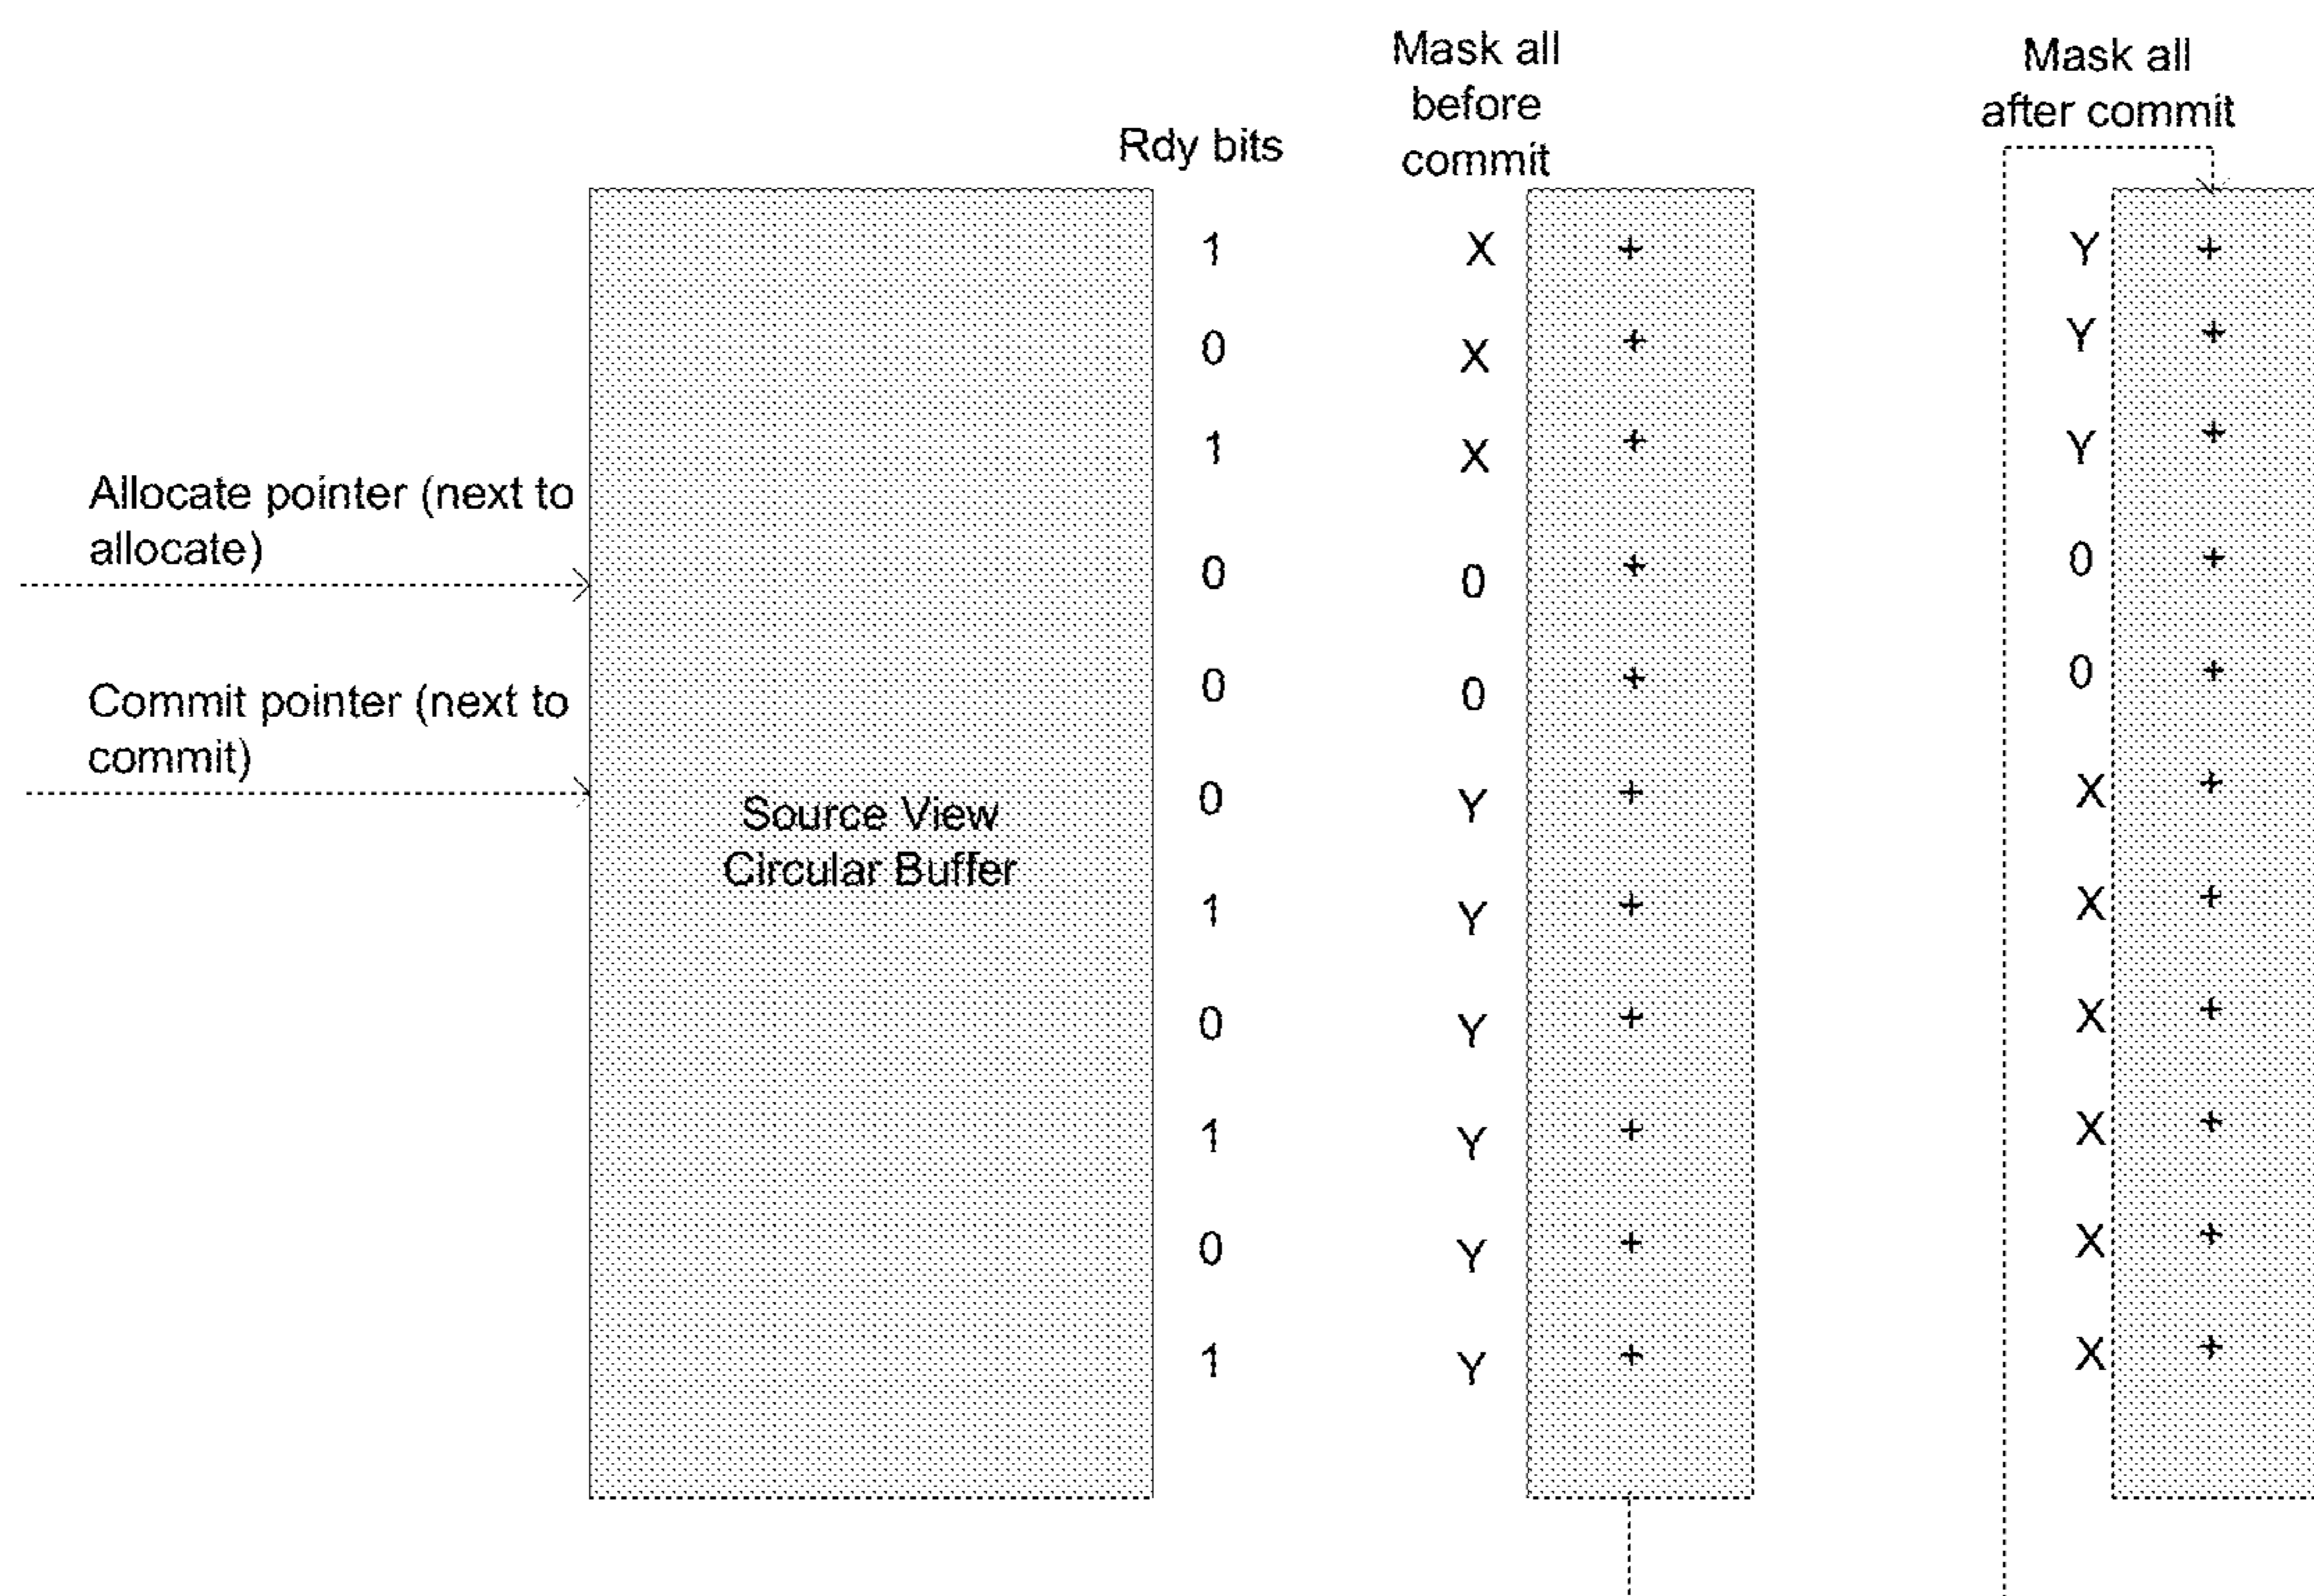 Mask all
before
commit
Mask all
after commit
Rdy bits
1 X + Y +
0 X + Y +
1 X + Y +
Allocate pointer (next to
allocate)
0 0 + 0 +
0 0 + 0 +
Commit pointer (next to
commit)
0 Y + X +
Source View
Circular Buffer
1 Y + X +
0 Y + X +
1 Y + X +
0 Y + X +
1 Y + X +